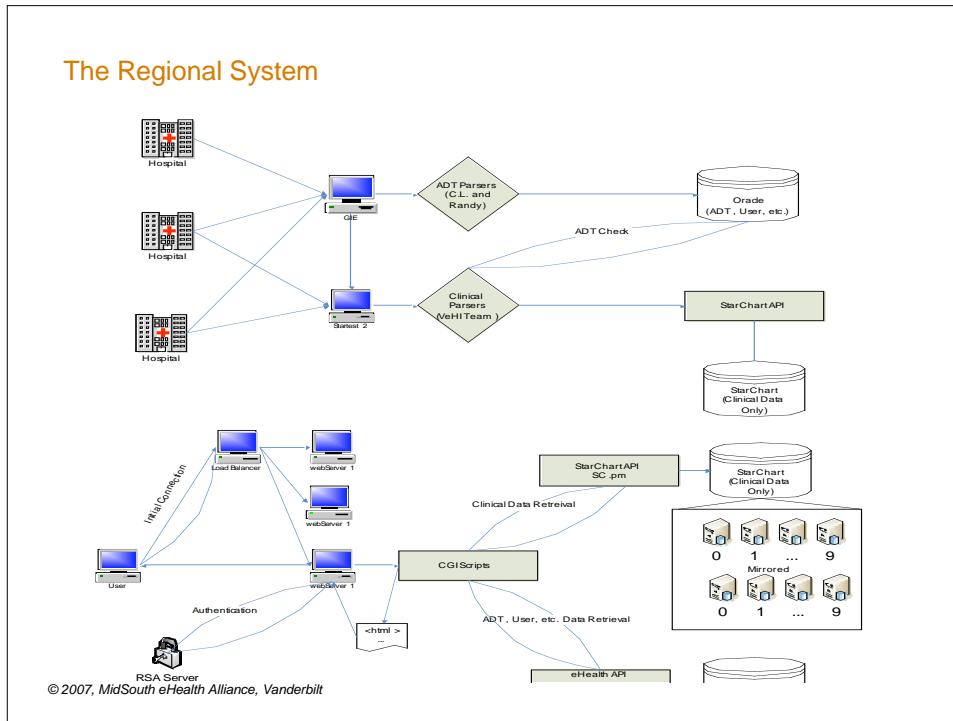 The Regional System
Hospital
GIE
ADT Parsers
(C.L. and
Randy)
Oracle
(ADT , User, etc.)
ADT Check
Hospital
Startest 2
Clinical
Parsers
(VeHI Team )
StarChart API
Hospital
StarChart
(Clinical Data
Only)
Load Balancer
webServer 1
Initial Connection
webServer 1
StarChart API
SC .pm
StarChart
(Clinical Data
Only)
Clinical Data Retreival
0 1 ... 9
Mirrored
0 1 ... 9
User
webServer 1
CGI Scripts
Authentication
<html >
...
ADT , User, etc. Data Retrieval
RSA Server
eHealth API
© 2007, MidSouth eHealth Alliance, Vanderbilt